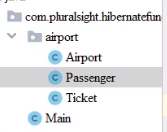 com.pluralsight.hibernatefun
airport
Airport
Passenger
Ticket
Main